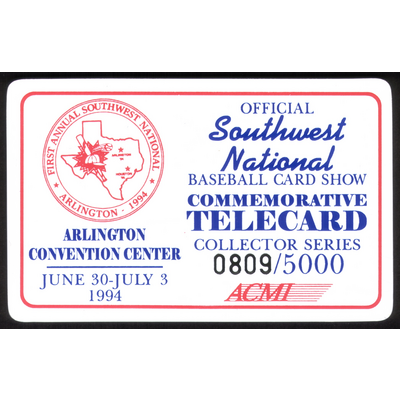 FIRST ANNUAL SOUTHWEST NATIONAL
★ ARLINGTON - 1994 ★
ARLINGTON
CONVENTION CENTER
JUNE 30-JULY 3
1994
OFFICIAL
Southwest
National
BASEBALL CARD SHOW
COMMEMORATIVE
TELECARD
COLLECTOR SERIES
0809/5000
ACMI